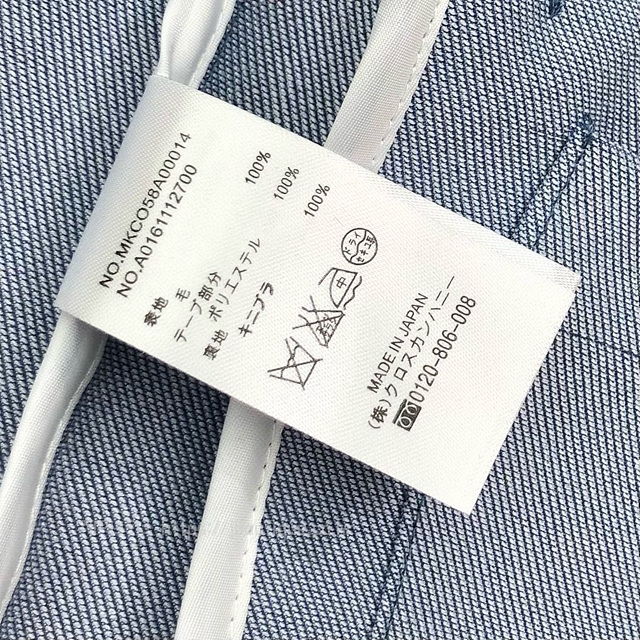 NO.MKCO58A00014
NO.A0161112700
表地 毛 100%
テープ部分
ポリエステル 100%
裏地 キュプラ 100%
中
ドライ
セキユ系
MADE IN JAPAN
(株)クロスカンパニー
0120-806-008